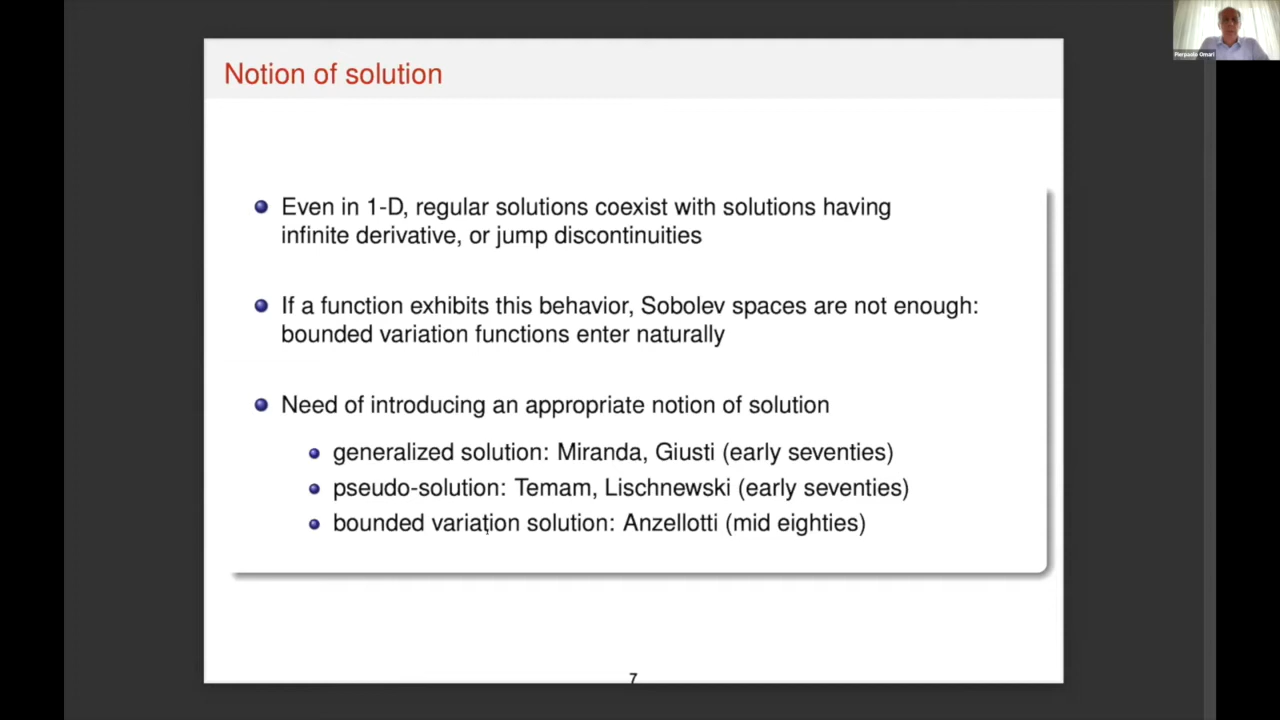 Pierpaolo Omari
Notion of solution
Even in 1-D, regular solutions coexist with solutions having
infinite derivative, or jump discontinuities
If a function exhibits this behavior, Sobolev spaces are not enough:
bounded variation functions enter naturally
Need of introducing an appropriate notion of solution
generalized solution: Miranda, Giusti (early seventies)
pseudo-solution: Temam, Lischnewski (early seventies)
bounded variation solution: Anzellotti (mid eighties)
7